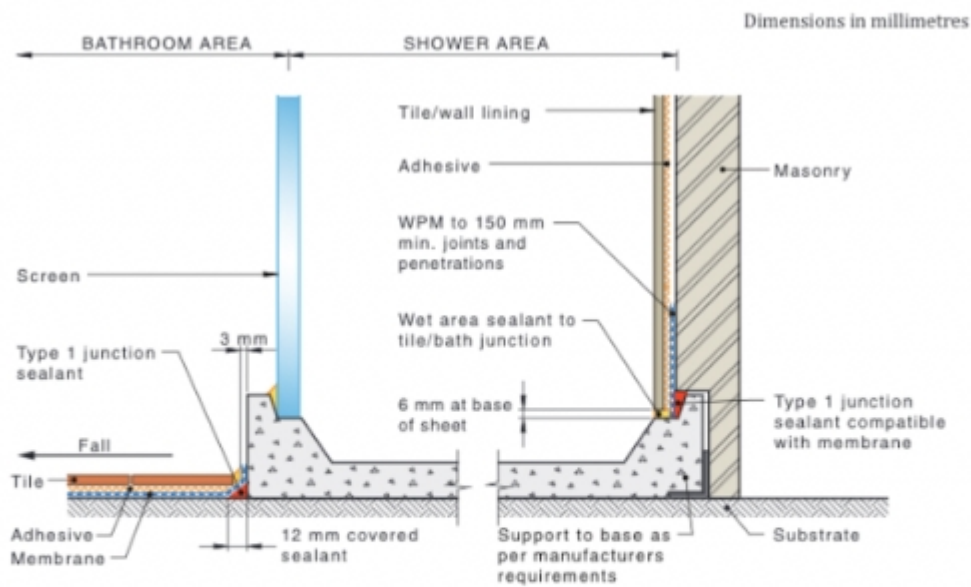 Dimensions in millimetres
BATHROOM AREA
SHOWER AREA
Tile/wall lining
Adhesive
Masonry
WPM to 150 mm
min. joints and
penetrations
Screen
Wet area sealant to
tile/bath junction
3 mm
Type 1 junction
sealant
6 mm at base
of sheet
Type 1 junction
sealant compatible
with membrane
Fall
Tile
Adhesive
Membrane
12 mm covered
sealant
Support to base as
per manufacturers
requirements
Substrate